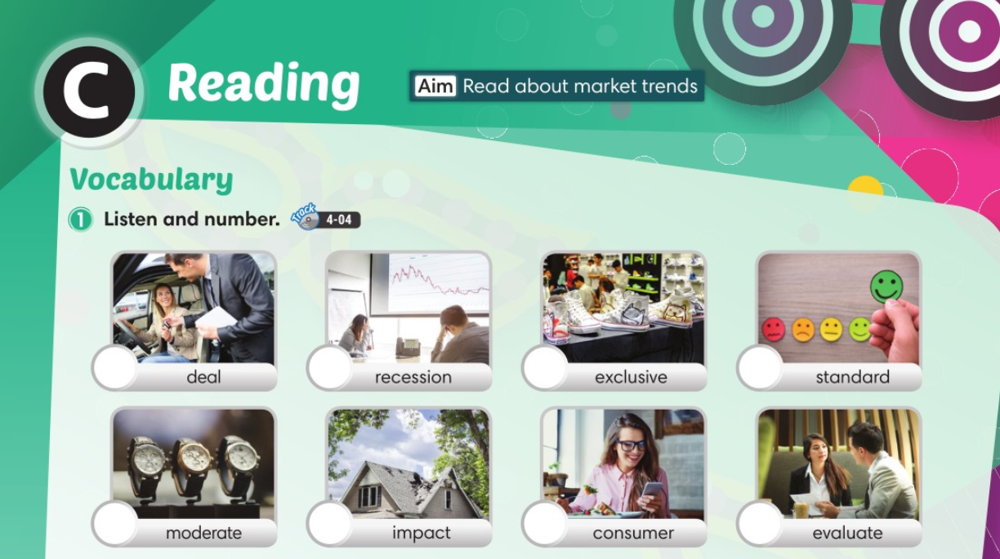 C
Reading
Aim Read about market trends
Vocabulary
1 Listen and number. Track 4-04
deal
recession
exclusive
standard
moderate
impact
consumer
evaluate